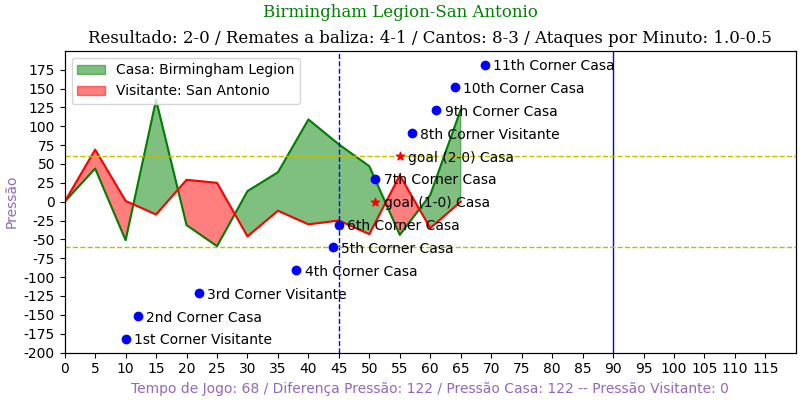 Birmingham Legion-San Antonio
Resultado: 2-0 / Remates a baliza: 4-1 / Cantos: 8-3 / Ataques por Minuto: 1.0-0.5
Casa: Birmingham Legion
Visitante: San Antonio
11th Corner Casa
10th Corner Casa
9th Corner Casa
8th Corner Visitante
goal (2-0) Casa
7th Corner Casa
goal (1-0) Casa
6th Corner Casa
5th Corner Casa
4th Corner Casa
3rd Corner Visitante
2nd Corner Casa
1st Corner Visitante
Pressão
175
150
125
100
75
50
25
0
-25
-50
-75
-100
-125
-150
-175
-200
0 5 10 15 20 25 30 35 40 45 50 55 60 65 70 75 80 85 90 95 100 105 110 115
Tempo de Jogo: 68 / Diferença Pressão: 122 / Pressão Casa: 122 -- Pressão Visitante: 0